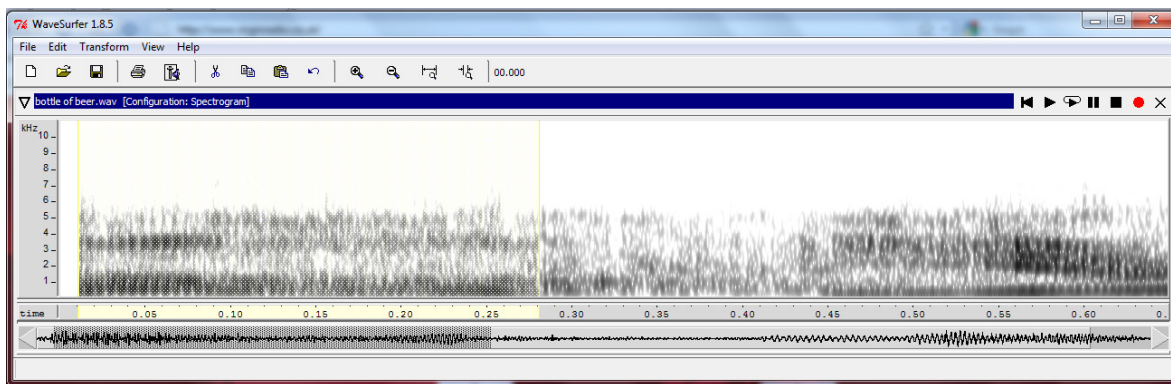 WaveSurfer 1.8.5
File Edit Transform View Help
00.000
bottle of beer.wav [Configuration: Spectrogram]
kHz
10
9
8
7
6
5
4
3
2
1
time 0.05 0.10 0.15 0.20 0.25 0.30 0.35 0.40 0.45 0.50 0.55 0.60